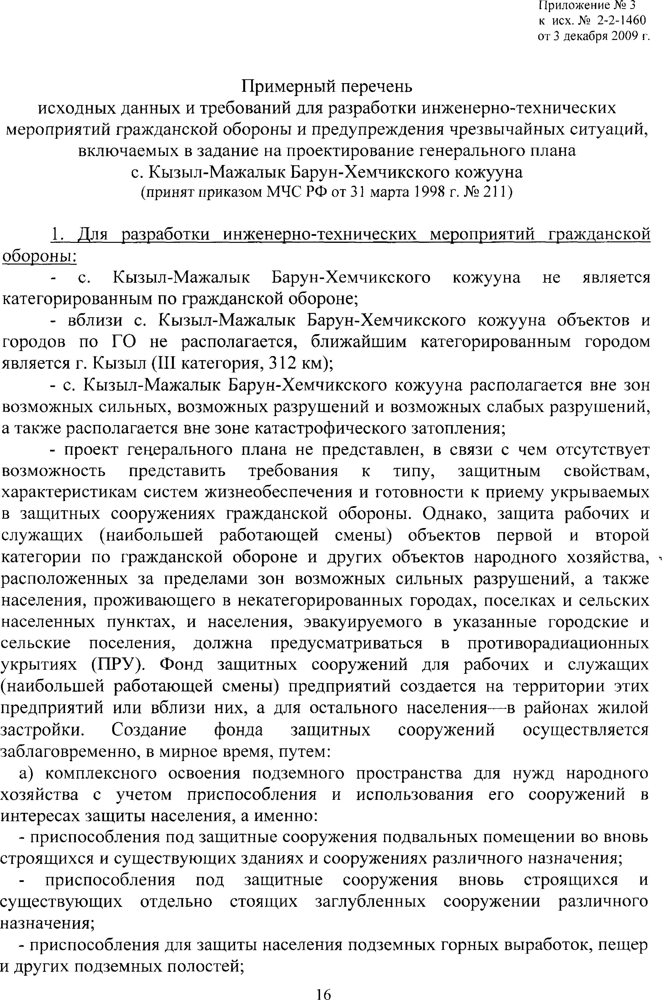 Приложение № 3
к исх. № 2-2-1460
от 3 декабря 2009 г.
Примерный перечень
исходных данных и требований для разработки инженерно-технических
мероприятий гражданской обороны и предупреждения чрезвычайных ситуаций,
включаемых в задание на проектирование генерального плана
с. Кызыл-Мажалык Барун-Хемчикского кожууна
(принят приказом МЧС РФ от 31 марта 1998 г. № 211)
1. Для разработки инженерно-технических мероприятий гражданской
обороны:
- с. Кызыл-Мажалык Барун-Хемчикского кожууна не является
категорированным по гражданской обороне;
- вблизи с. Кызыл-Мажалык Барун-Хемчикского кожууна объектов и
городов по ГО не располагается, ближайшим категорированным городом
является г. Кызыл (III категория, 312 км);
- с. Кызыл-Мажалык Барун-Хемчикского кожууна располагается вне зон
возможных сильных, возможных разрушений и возможных слабых разрушений,
а также располагается вне зоне катастрофического затопления;
- проект генерального плана не представлен, в связи с чем отсутствует
возможность представить требования к типу, защитным свойствам,
характеристикам систем жизнеобеспечения и готовности к приему укрываемых
в защитных сооружениях гражданской обороны. Однако, защита рабочих и
служащих (наибольшей работающей смены) объектов первой и второй
категории по гражданской обороне и других объектов народного хозяйства,
расположенных за пределами зон возможных сильных разрушений, а также
населения, проживающего в некатегорированных городах, поселках и сельских
населенных пунктах, и населения, эвакуируемого в указанные городские и
сельские поселения, должна предусматриваться в противорадиационных
укрытиях (ПРУ). Фонд защитных сооружений для рабочих и служащих
(наибольшей работающей смены) предприятий создается на территории этих
предприятий или вблизи них, а для остального населения—в районах жилой
застройки. Создание фонда защитных сооружений осуществляется
заблаговременно, в мирное время, путем:
а) комплексного освоения подземного пространства для нужд народного
хозяйства с учетом приспособления и использования его сооружений в
интересах защиты населения, а именно:
- приспособления под защитные сооружения подвальных помещении во вновь
строящихся и существующих зданиях и сооружениях различного назначения;
- приспособления под защитные сооружения вновь строящихся и
существующих отдельно стоящих заглубленных сооружении различного
назначения;
- приспособления для защиты населения подземных горных выработок, пещер
и других подземных полостей;
16